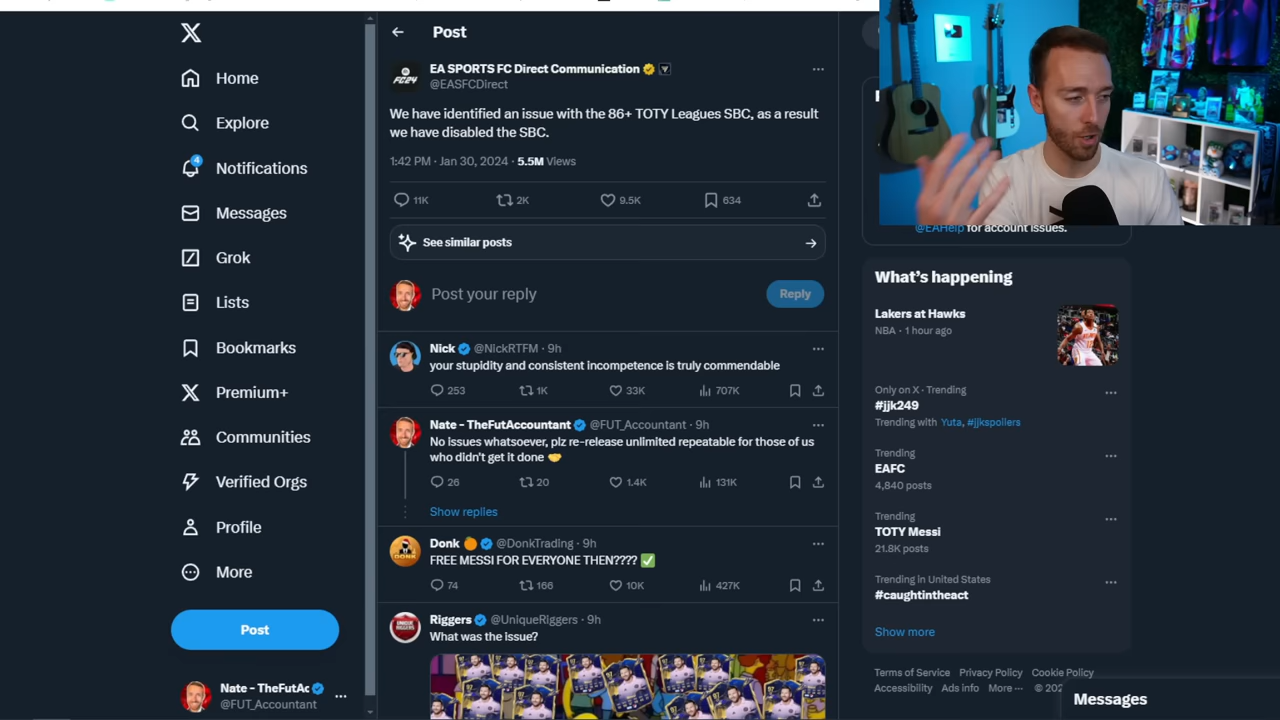 Post
EA SPORTS FC Direct Communication
@EASFCDirect
We have identified an issue with the 86+ TOTY Leagues SBC, as a result
we have disabled the SBC.
1:42 PM · Jan 30, 2024 · 5.5M Views
11K 2K 9.5K 634
See similar posts
Post your reply
Reply
Nick @NickRTFM · 9h
your stupidity and consistent incompetence is truly commendable
253 1K 33K 707K
Nate - TheFutAccountant @FUT_Accountant · 9h
No issues whatsoever, plz re-release unlimited repeatable for those of us
who didn't get it done
26 20 1.4K 131K
Show replies
Donk @DonkTrading · 9h
FREE MESSI FOR EVERYONE THEN????
74 166 10K 427K
Riggers @UniqueRiggers · 9h
What was the issue?
Home
Explore
4
Notifications
Messages
Grok
Lists
Bookmarks
Premium+
Communities
Verified Orgs
Profile
More
Post
Nate - TheFutAc
@FUT_Accountant
@EAHelp for account issues.
What's happening
Lakers at Hawks
NBA · 1 hour ago
Only on X · Trending
#jjk249
Trending with Yuta, #jjkspoilers
Trending
EAFC
4,840 posts
Trending
TOTY Messi
21.8K posts
Trending in United States
#caughtintheact
Show more
Terms of Service Privacy Policy Cookie Policy
Accessibility Ads info More ··· © 202
Messages